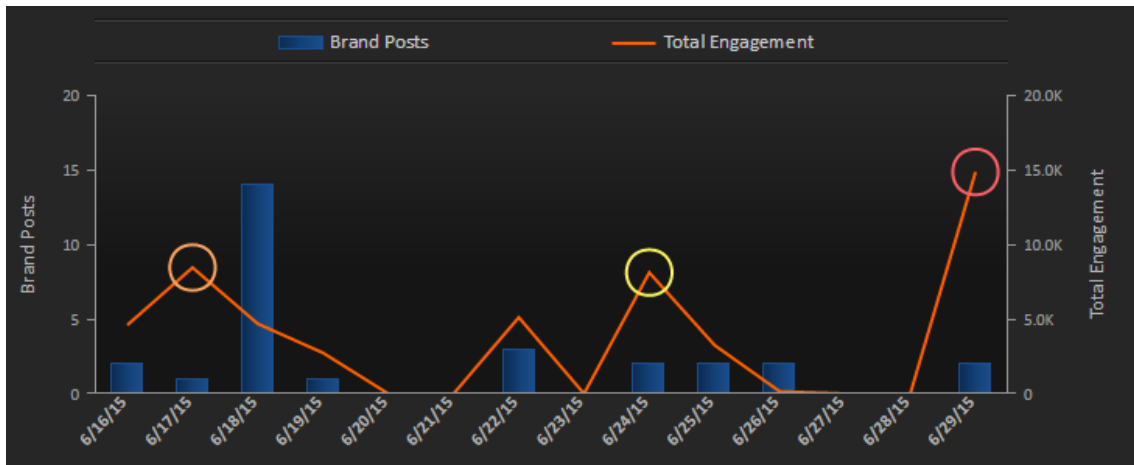 Brand Posts
Total Engagement
20
15
10
5
0
Brand Posts
20.0K
15.0K
10.0K
5.0K
0
Total Engagement
6/16/15
6/17/15
6/18/15
6/19/15
6/20/15
6/21/15
6/22/15
6/23/15
6/24/15
6/25/15
6/26/15
6/27/15
6/28/15
6/29/15